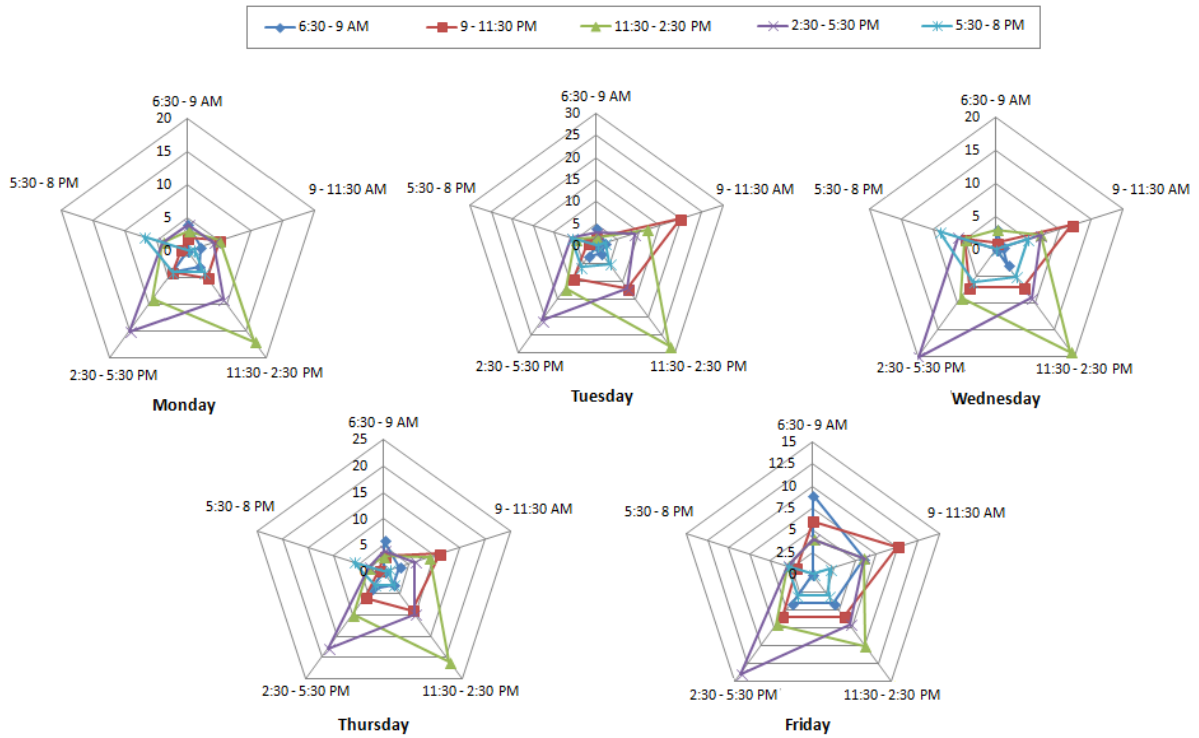 6:30 - 9 AM 9 - 11:30 PM 11:30 - 2:30 PM 2:30 - 5:30 PM 5:30 - 8 PM
6:30 - 9 AM
20
15
10
5
0
9 - 11:30 AM
11:30 - 2:30 PM
2:30 - 5:30 PM
5:30 - 8 PM
Monday
6:30 - 9 AM
30
25
20
15
10
5
0
9 - 11:30 AM
11:30 - 2:30 PM
2:30 - 5:30 PM
5:30 - 8 PM
Tuesday
6:30 - 9 AM
20
15
10
5
0
9 - 11:30 AM
11:30 - 2:30 PM
2:30 - 5:30 PM
5:30 - 8 PM
Wednesday
6:30 - 9 AM
25
20
15
10
5
0
9 - 11:30 AM
11:30 - 2:30 PM
2:30 - 5:30 PM
5:30 - 8 PM
Thursday
6:30 - 9 AM
15
12.5
10
7.5
5
2.5
0
9 - 11:30 AM
11:30 - 2:30 PM
2:30 - 5:30 PM
5:30 - 8 PM
Friday